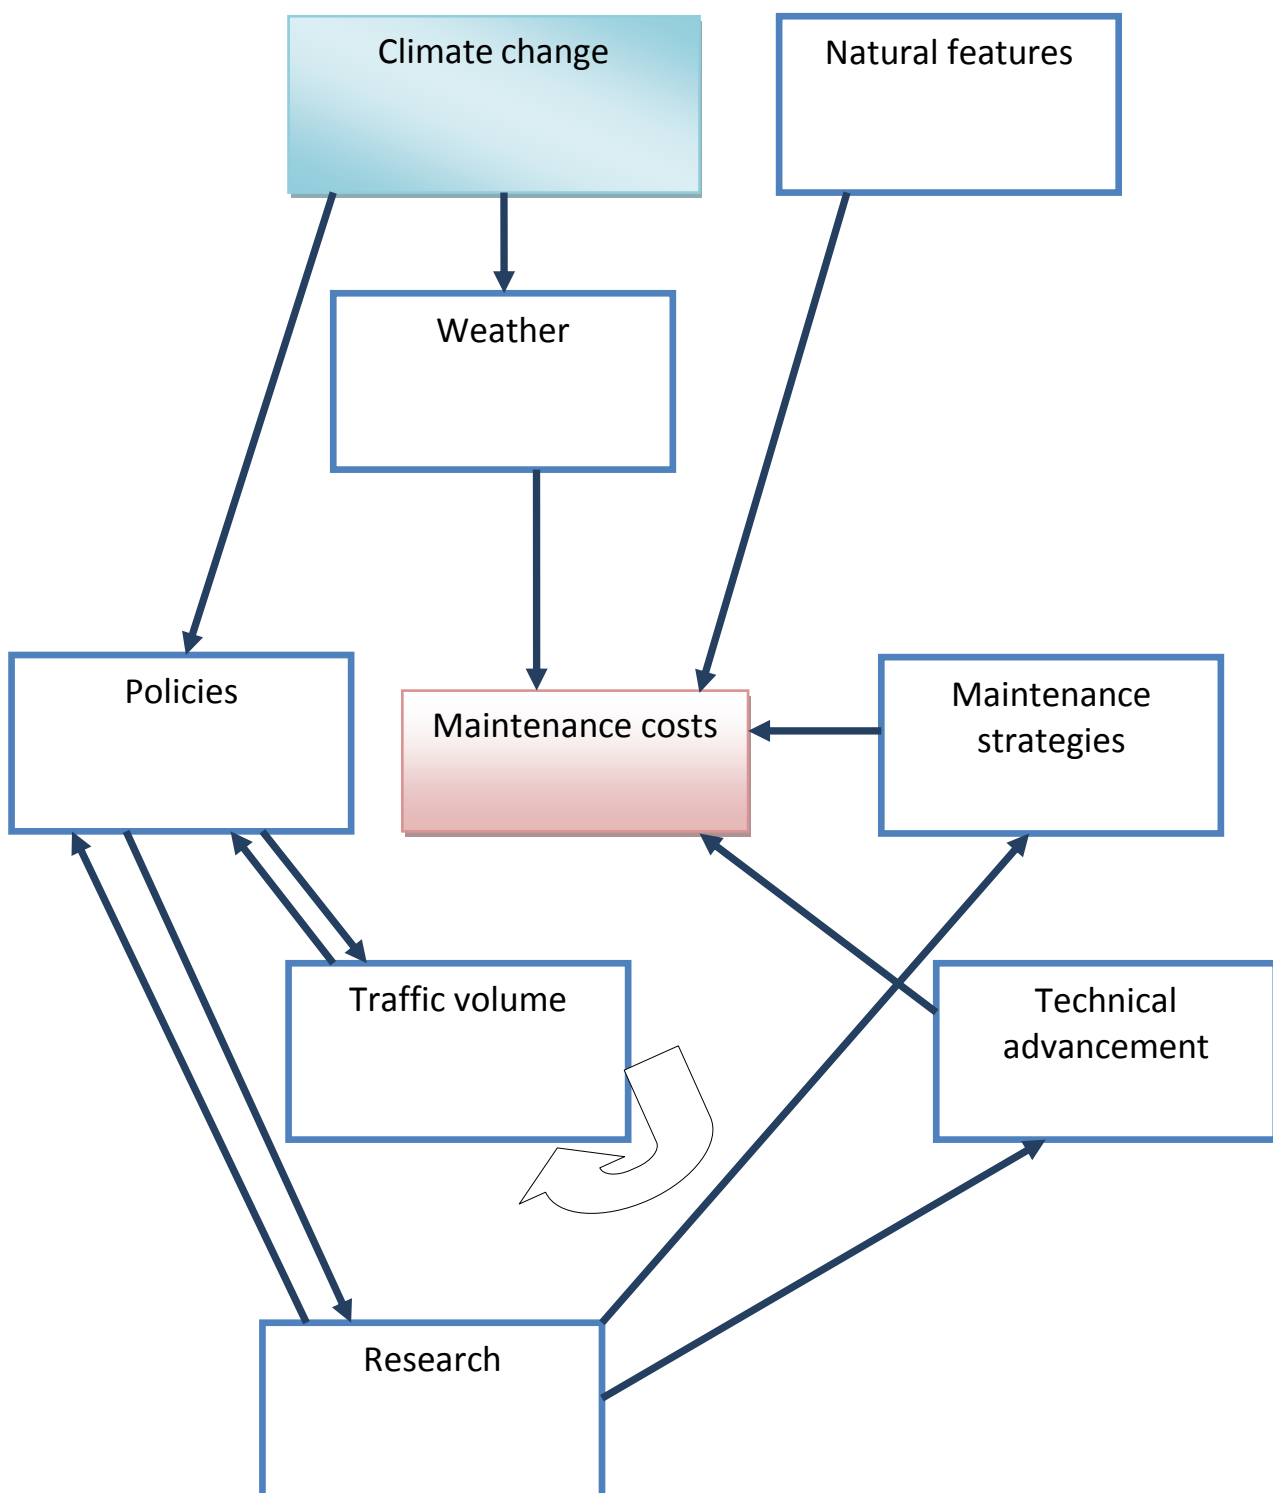 Climate change
Natural features
Weather
Policies
Maintenance costs
Maintenance
strategies
Traffic volume
Technical
advancement
Research